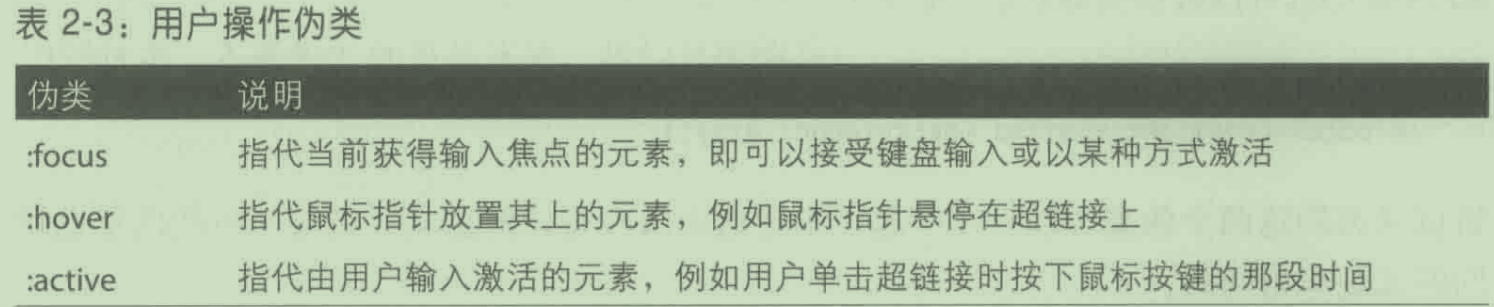 表 2-3：用户操作伪类
伪类 说明
:focus 指代当前获得输入焦点的元素，即可以接受键盘输入或以某种方式激活
:hover 指代鼠标指针放置其上的元素，例如鼠标指针悬停在超链接上
:active 指代由用户输入激活的元素，例如用户单击超链接时按下鼠标按键的那段时间